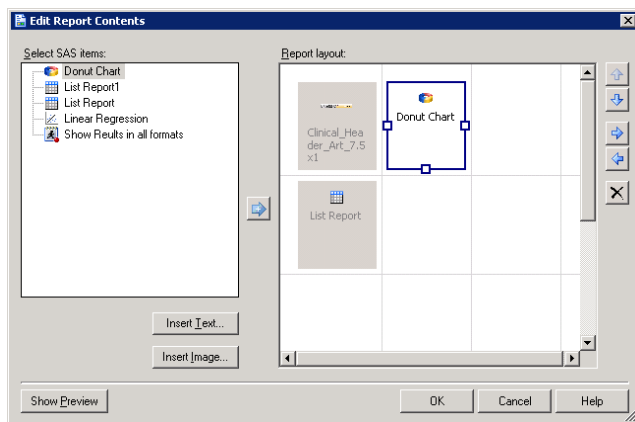 Edit Report Contents
Select SAS items:
Donut Chart
List Report1
List Report
Linear Regression
Show Reults in all formats
Insert Text...
Insert Image...
Report layout:
Clinical_Hea
der_Art_7.5
x1
Donut Chart
List Report
Show Preview
OK
Cancel
Help